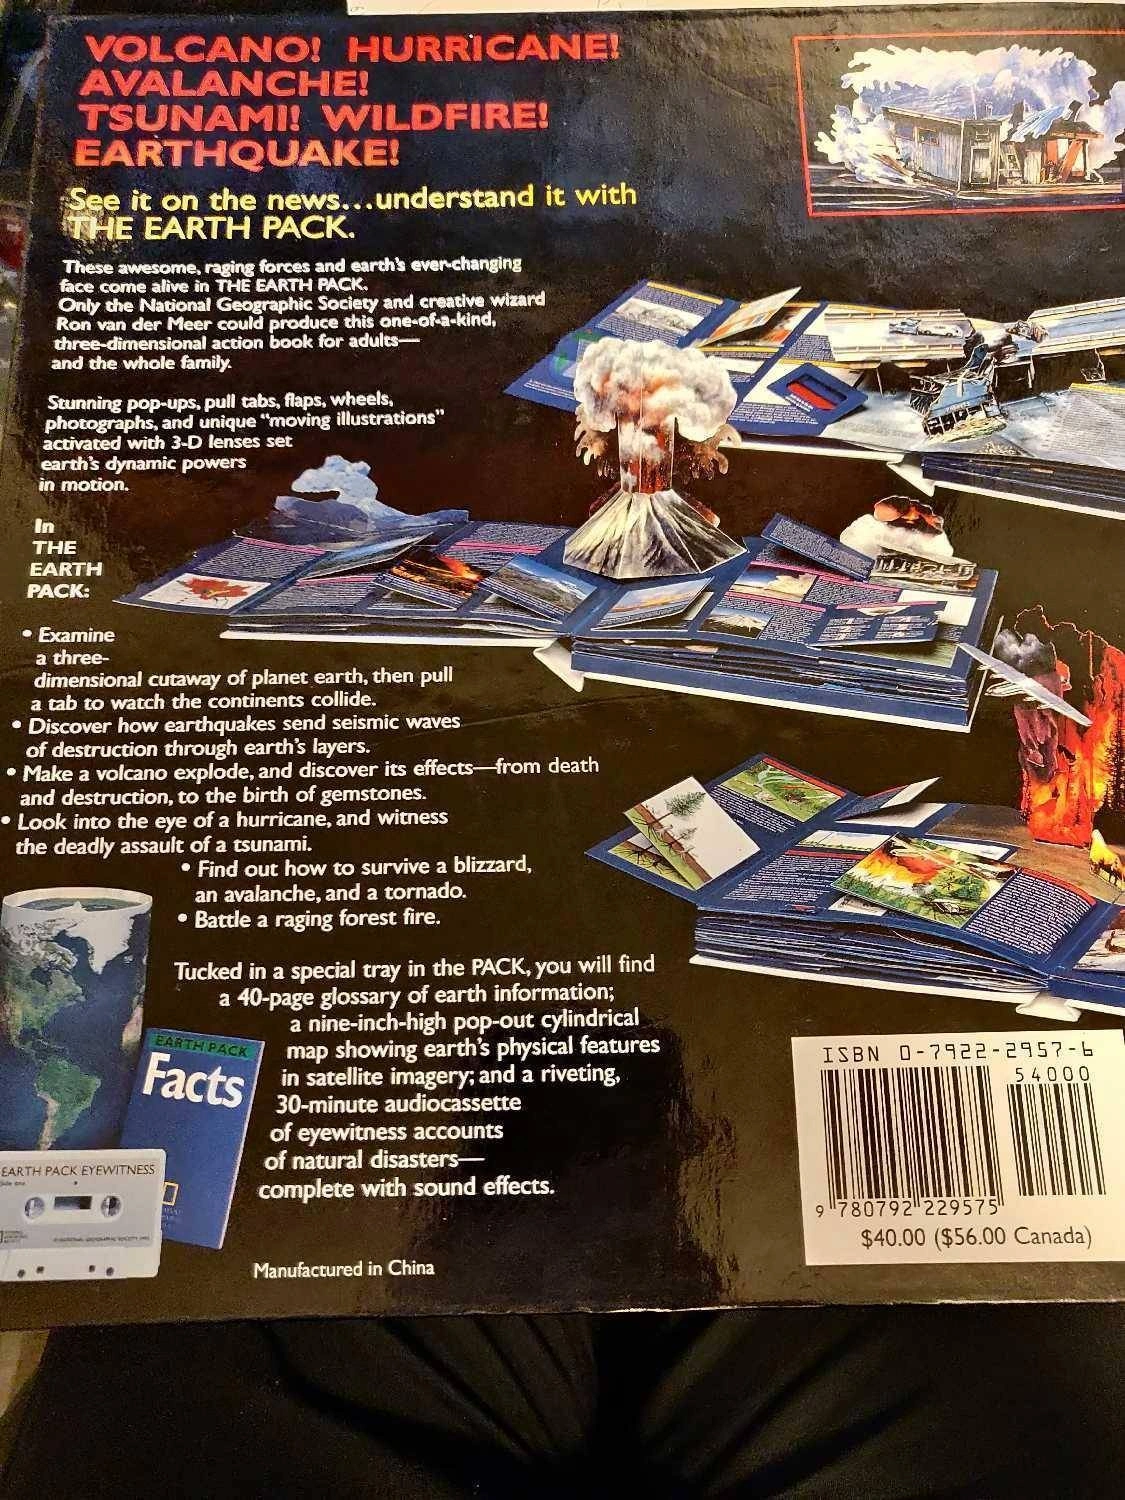 VOLCANO! HURRICANE!
AVALANCHE!
TSUNAMI! WILDFIRE!
EARTHQUAKE!
See it on the news...understand it with
THE EARTH PACK.
These awesome, raging forces and earth's ever-changing
face come alive in THE EARTH PACK.
Only the National Geographic Society and creative wizard
Ron van der Meer could produce this one-of-a-kind,
three-dimensional action book for adults—
and the whole family.
Stunning pop-ups, pull tabs, flaps, wheels,
photographs, and unique "moving illustrations"
activated with 3-D lenses set
earth's dynamic powers
in motion.
In
THE
EARTH
PACK:
• Examine
a three-
dimensional cutaway of planet earth, then pull
a tab to watch the continents collide.
• Discover how earthquakes send seismic waves
of destruction through earth's layers.
• Make a volcano explode, and discover its effects—from death
and destruction, to the birth of gemstones.
• Look into the eye of a hurricane, and witness
the deadly assault of a tsunami.
• Find out how to survive a blizzard,
an avalanche, and a tornado.
• Battle a raging forest fire.
Tucked in a special tray in the PACK, you will find
a 40-page glossary of earth information;
a nine-inch-high pop-out cylindrical
map showing earth's physical features
in satellite imagery; and a riveting,
30-minute audiocassette
of eyewitness accounts
of natural disasters—
complete with sound effects.
EARTH PACK
Facts
EARTH PACK EYEWITNESS
Side one
Manufactured in China
ISBN 0-7922-2957-6
54000
9 780792 229575
$40.00 ($56.00 Canada)